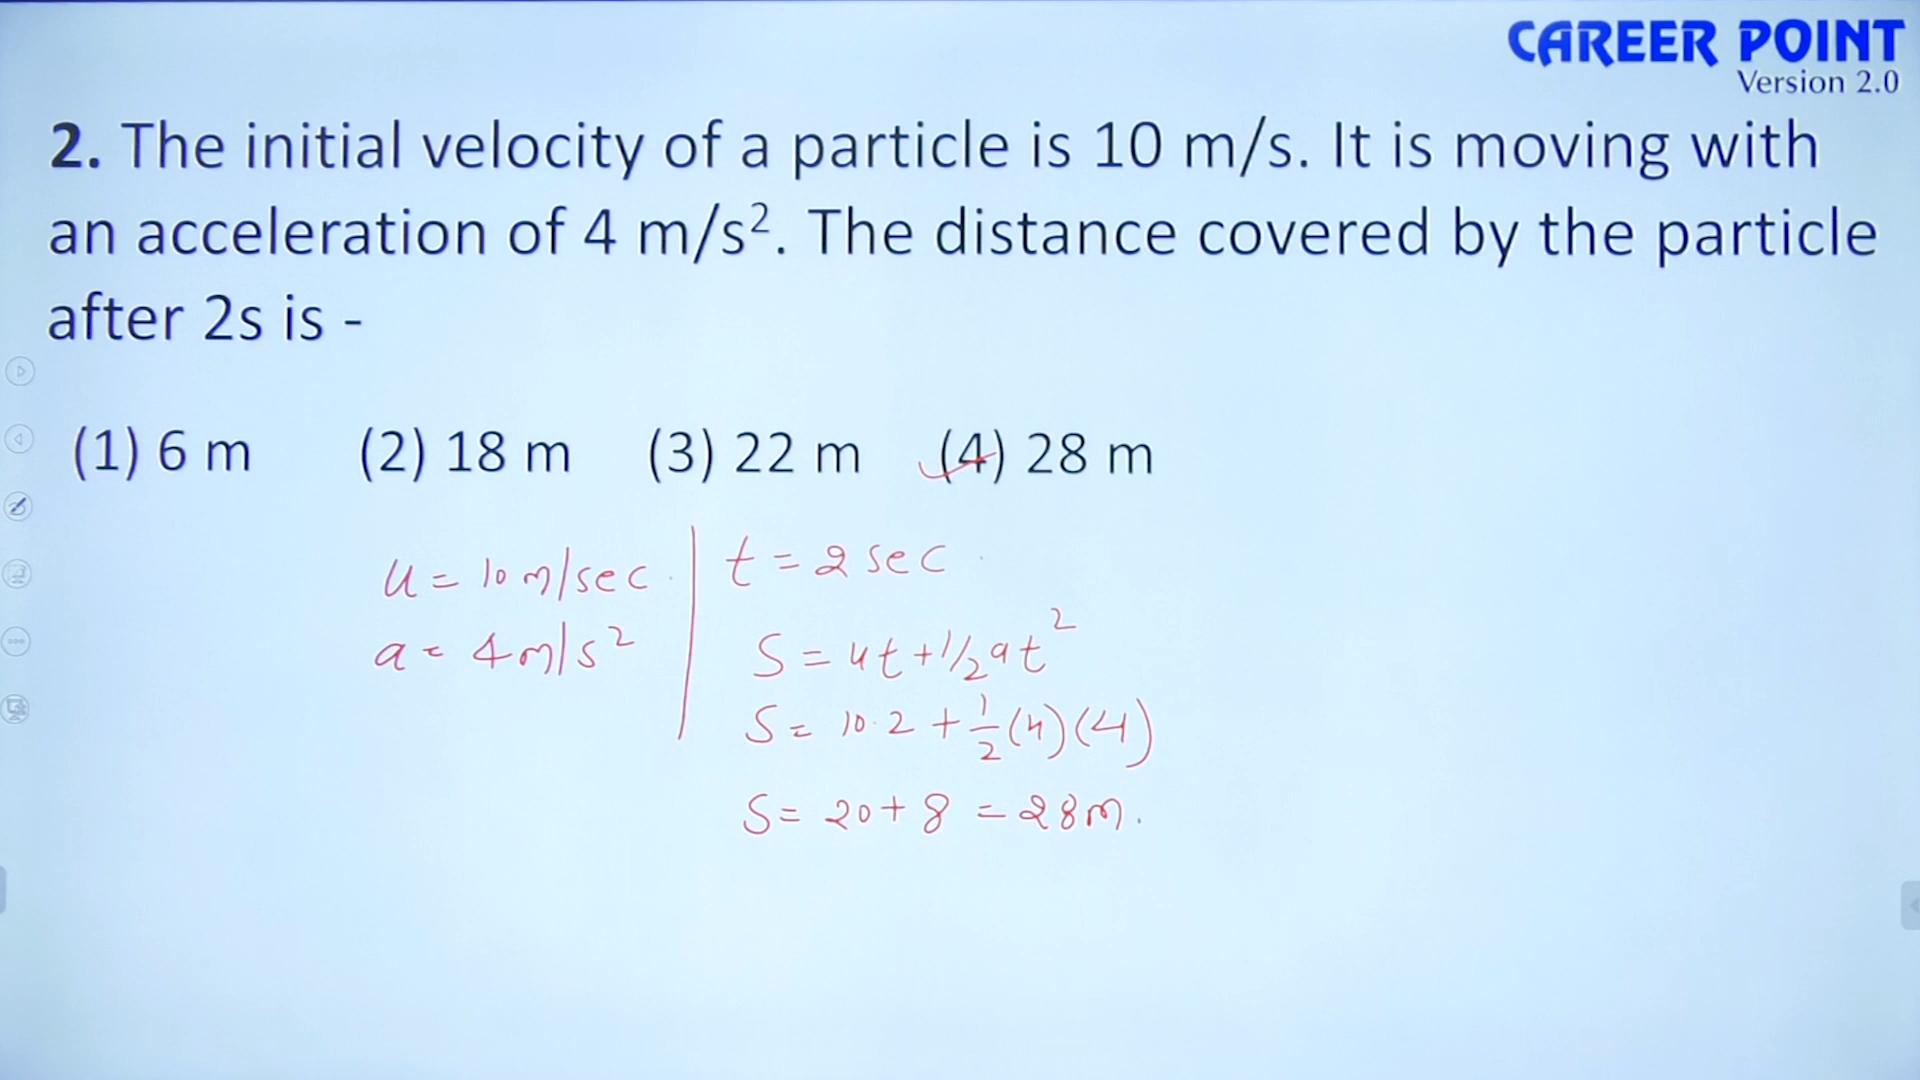 CAREER POINT
Version 2.0
2. The initial velocity of a particle is 10 m/s. It is moving with
an acceleration of 4 m/s². The distance covered by the particle
after 2s is -
(1) 6 m (2) 18 m (3) 22 m (4) 28 m
u = 10 m/sec.
a = 4 m/s²
t = 2 sec
S = ut + 1/2 at²
S = 10·2 + 1/2 (4)(4)
S = 20 + 8 = 28 m.